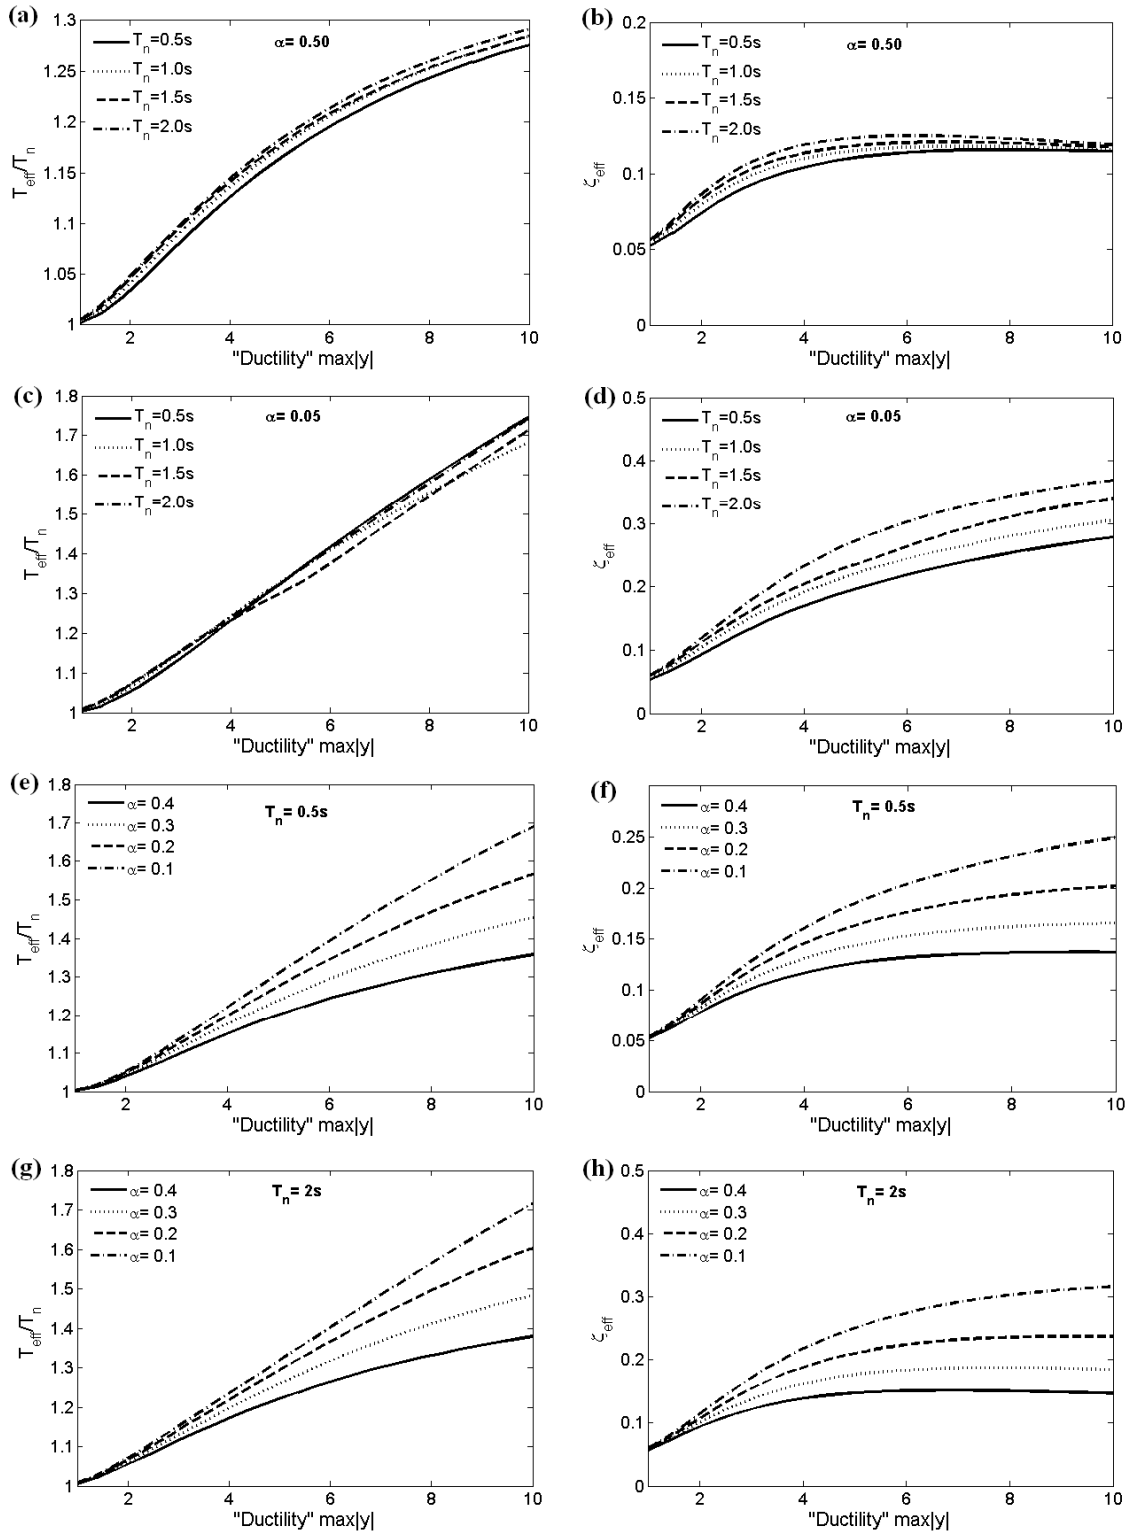 (a)
1.3
1.25
1.2
1.15
1.1
1.05
1
T_eff/T_n
T_n=0.5s
T_n=1.0s
T_n=1.5s
T_n=2.0s
α= 0.50
2 4 6 8 10
"Ductility" max|y|
(b)
0.2
0.15
0.1
0.05
0
ζ_eff
T_n=0.5s
T_n=1.0s
T_n=1.5s
T_n=2.0s
α= 0.50
2 4 6 8 10
"Ductility" max|y|
(c)
1.8
1.7
1.6
1.5
1.4
1.3
1.2
1.1
1
T_eff/T_n
T_n=0.5s
T_n=1.0s
T_n=1.5s
T_n=2.0s
α= 0.05
2 4 6 8 10
"Ductility" max|y|
(d)
0.5
0.4
0.3
0.2
0.1
0
ζ_eff
T_n=0.5s
T_n=1.0s
T_n=1.5s
T_n=2.0s
α= 0.05
2 4 6 8 10
"Ductility" max|y|
(e)
1.8
1.7
1.6
1.5
1.4
1.3
1.2
1.1
1
T_eff/T_n
α= 0.4
α= 0.3
α= 0.2
α= 0.1
T_n= 0.5s
2 4 6 8 10
"Ductility" max|y|
(f)
0.25
0.2
0.15
0.1
0.05
0
ζ_eff
α= 0.4
α= 0.3
α= 0.2
α= 0.1
T_n= 0.5s
2 4 6 8 10
"Ductility" max|y|
(g)
1.8
1.7
1.6
1.5
1.4
1.3
1.2
1.1
1
T_eff/T_n
α= 0.4
α= 0.3
α= 0.2
α= 0.1
T_n= 2s
2 4 6 8 10
"Ductility" max|y|
(h)
0.5
0.4
0.3
0.2
0.1
0
ζ_eff
α= 0.4
α= 0.3
α= 0.2
α= 0.1
T_n= 2s
2 4 6 8 10
"Ductility" max|y|